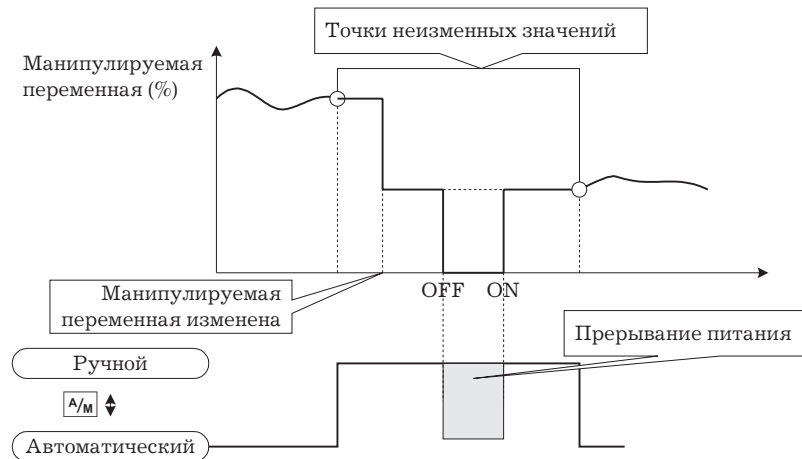 Точки неизменных значений
Манипулируемая
переменная (%)
OFF
ON
Манипулируемая
переменная изменена
Прерывание питания
Ручной
A/M
Автоматический